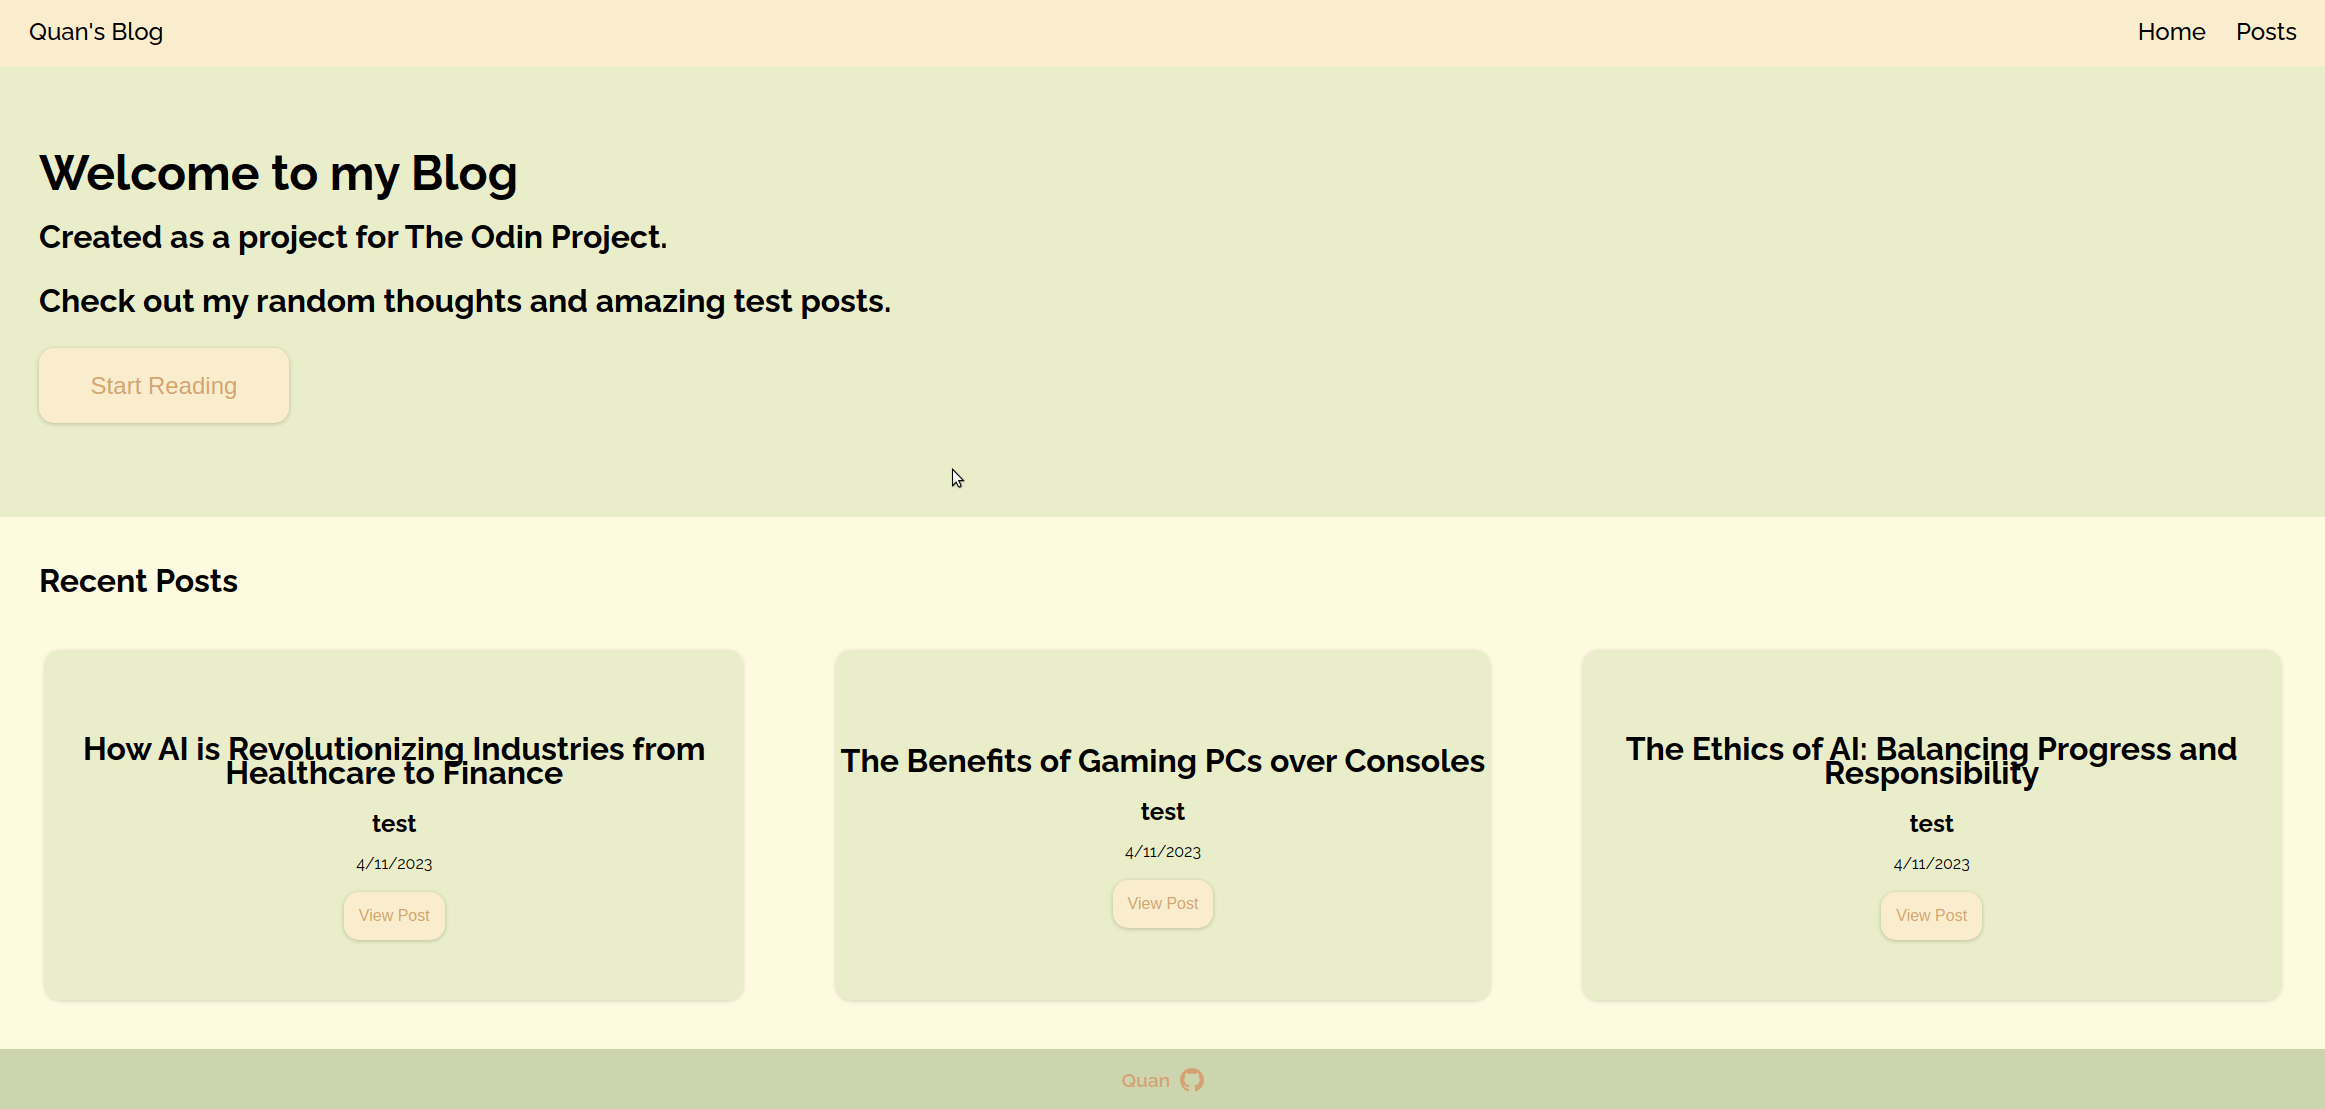 Quan's Blog
Home
Posts
Welcome to my Blog
Created as a project for The Odin Project.
Check out my random thoughts and amazing test posts.
Start Reading
Recent Posts
How AI is Revolutionizing Industries from
Healthcare to Finance
test
4/11/2023
View Post
The Benefits of Gaming PCs over Consoles
test
4/11/2023
View Post
The Ethics of AI: Balancing Progress and
Responsibility
test
4/11/2023
View Post
Quan